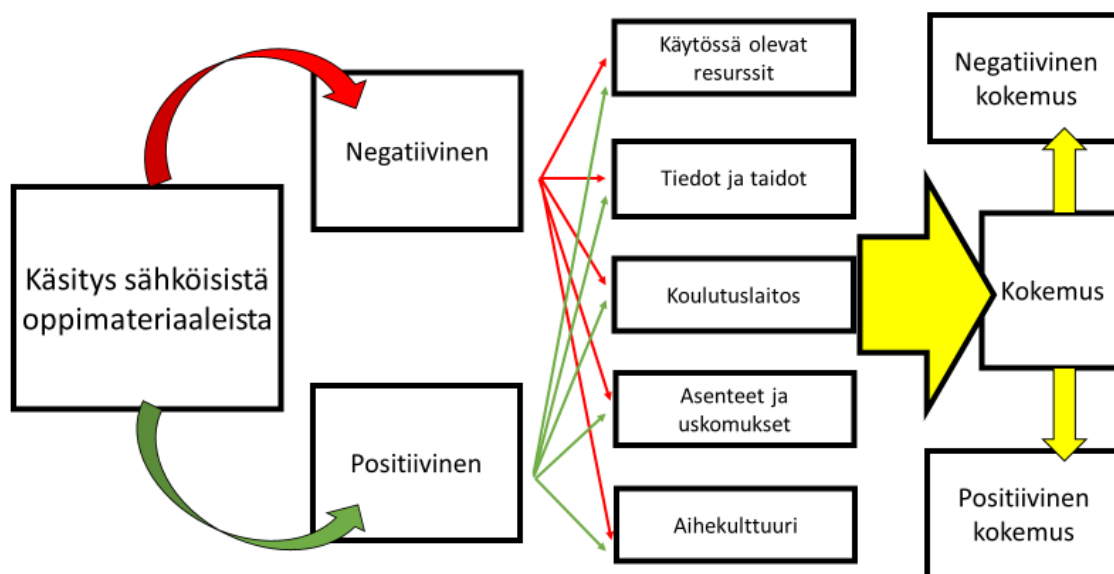 Käsitys sähköisistä
oppimateriaaleista
Negatiivinen
Positiivinen
Käytössä olevat
resurssit
Tiedot ja taidot
Koulutuslaitos
Asenteet ja
uskomukset
Aihekulttuuri
Negatiivinen
kokemus
Kokemus
Positiivinen
kokemus